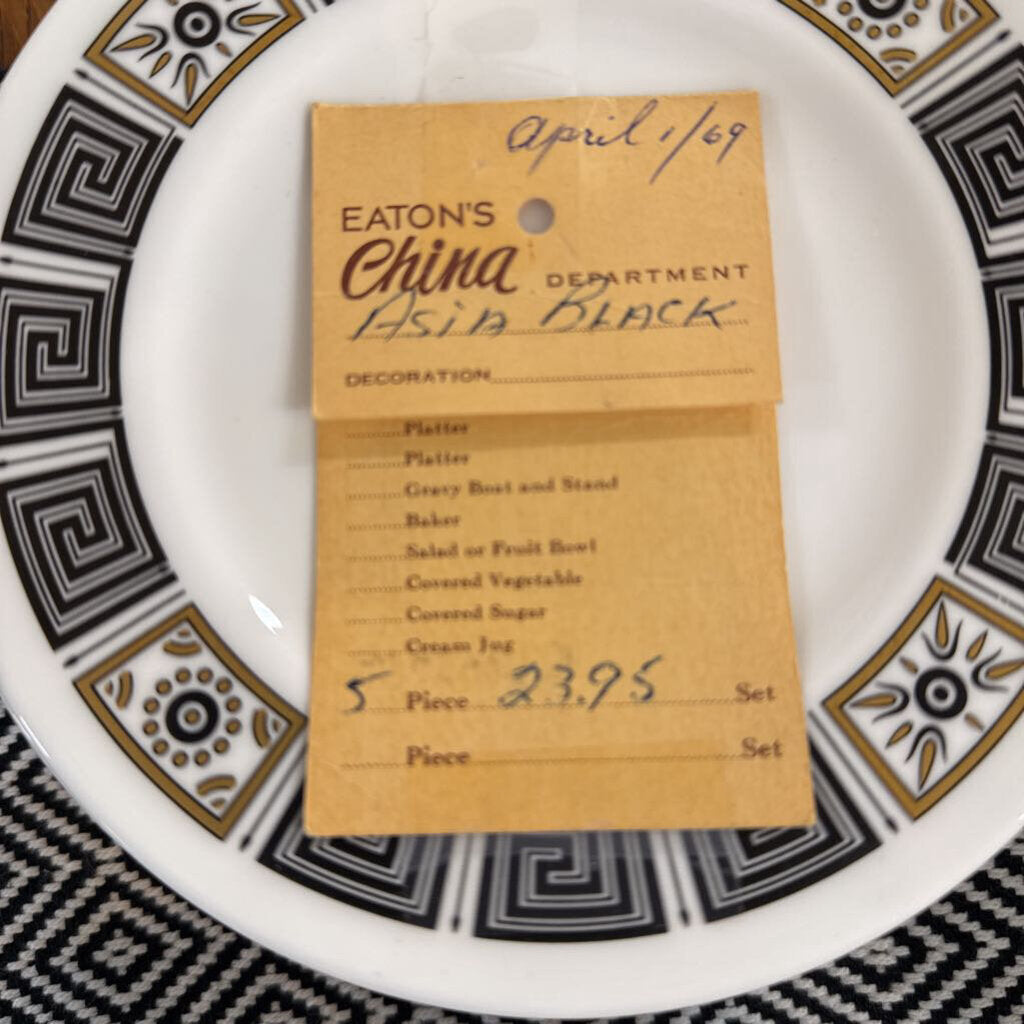 April 1/69
EATON'S
China DEPARTMENT
ASIA BLACK
DECORATION
Platter
Platter
Gravy Boat and Stand
Baker
Salad or Fruit Bowl
Covered Vegetable
Covered Sugar
Cream Jug
5 Piece 23.95 Set
Piece Set